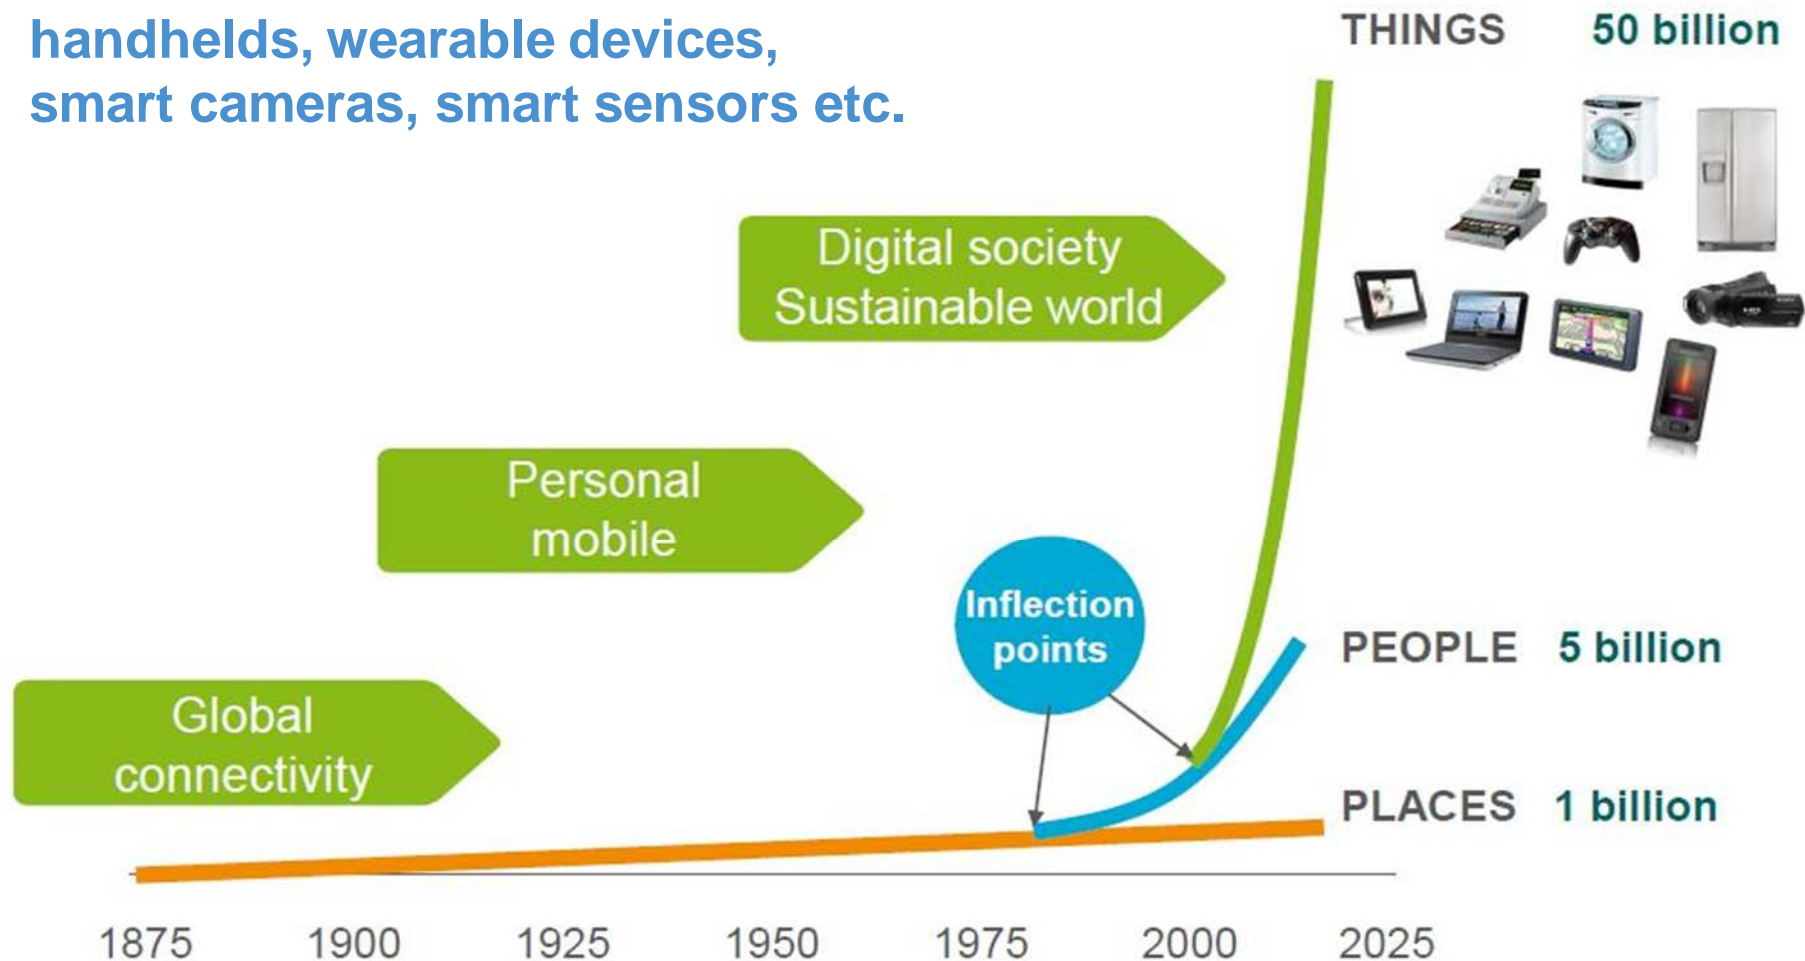 handhelds, wearable devices,
smart cameras, smart sensors etc.
THINGS 50 billion
Digital society
Sustainable world
Personal
mobile
Inflection
points
PEOPLE 5 billion
Global
connectivity
PLACES 1 billion
1875 1900 1925 1950 1975 2000 2025